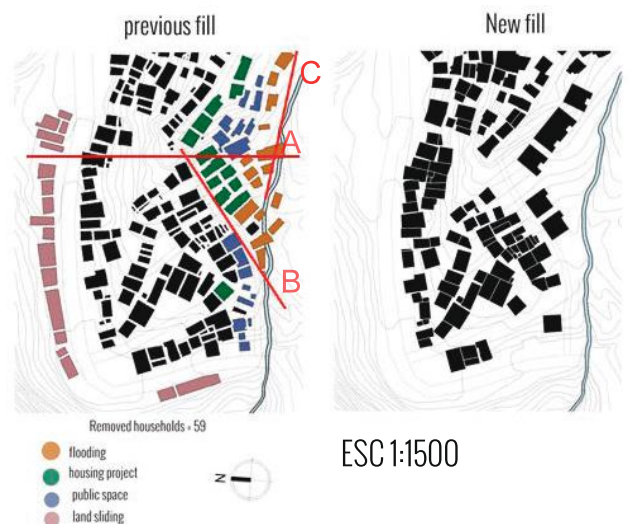 previous fill
New fill
C
A
B
Removed households = 59
flooding
housing project
public space
land sliding
N
ESC 1:1500